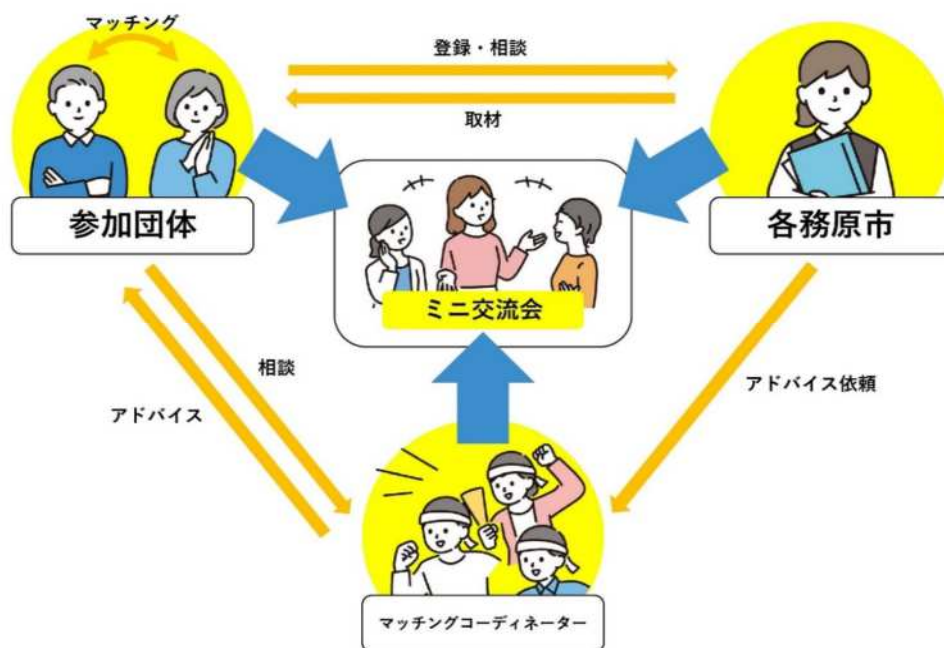 マッチング
登録・相談
取材
参加団体
各務原市
ミニ交流会
相談
アドバイス
アドバイス依頼
マッチングコーディネーター